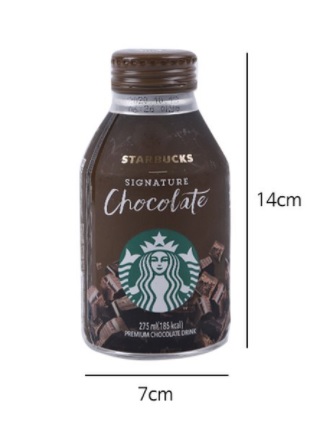 STARBUCKS
SIGNATURE
Chocolate
275 ml(185 kcal)
PREMIUM CHOCOLATE DRINK
14cm
7cm